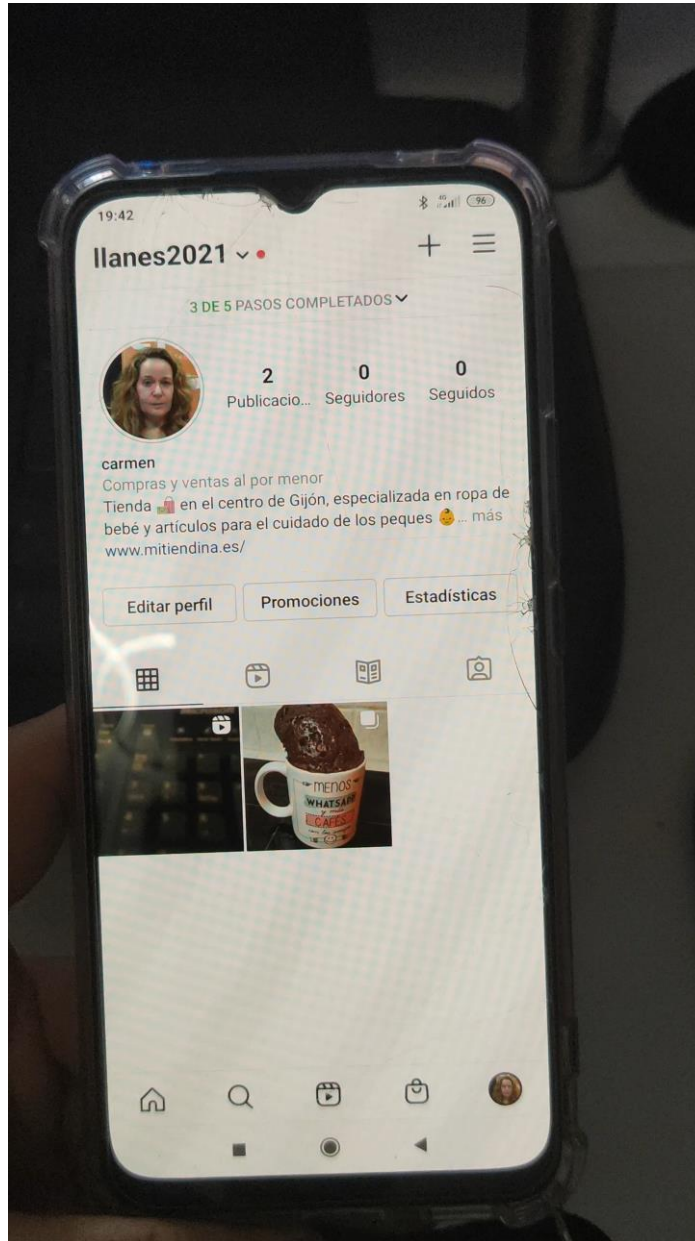 19:42
4G
96
llanes2021
3 DE 5 PASOS COMPLETADOS
2
0
0
Publicacio...
Seguidores
Seguidos
carmen
Compras y ventas al por menor
Tienda 🛍️ en el centro de Gijón, especializada en ropa de
bebé y artículos para el cuidado de los peques 👶... más
www.mitiendina.es/
Editar perfil
Promociones
Estadísticas
MENOS
WHATSAPP
y más
CAFÉS